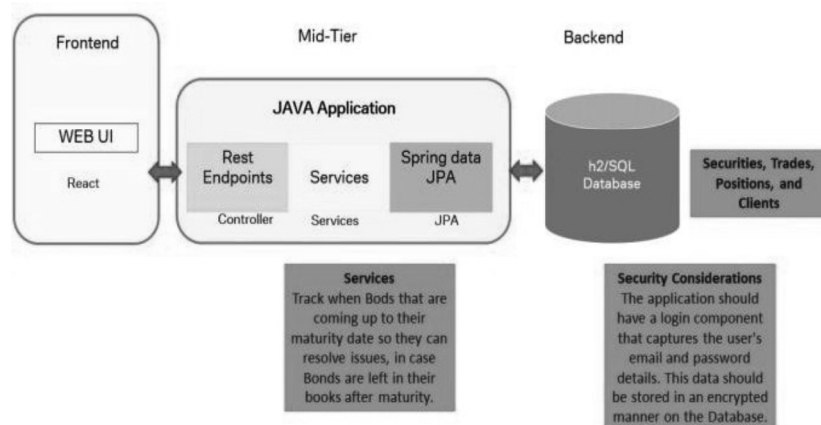 Frontend
Mid-Tier
Backend
WEB UI
React
JAVA Application
Rest
Endpoints
Services
Spring data
JPA
Controller
Services
JPA
h2/SQL
Database
Securities, Trades,
Positions, and
Clients
Services
Track when Bods that are
coming up to their
maturity date so they can
resolve issues, in case
Bonds are left in their
books after maturity.
Security Considerations
The application should
have a login component
that captures the user's
email and password
details. This data should
be stored in an encrypted
manner on the Database.